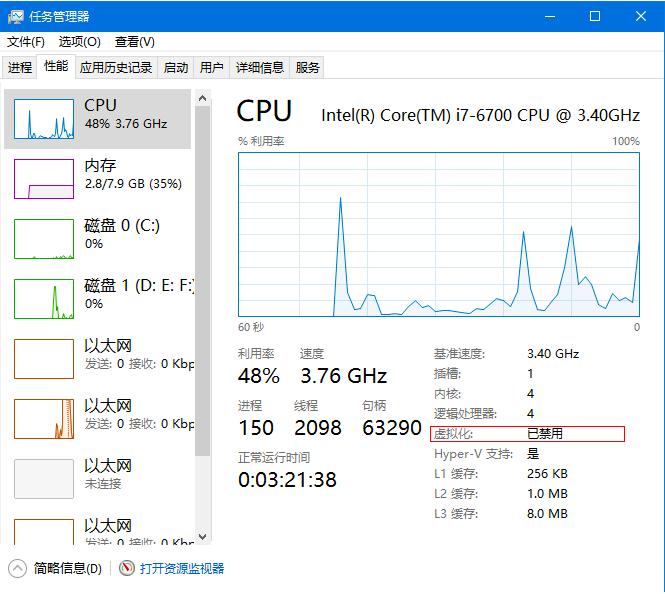 任务管理器
文件(F) 选项(O) 查看(V)
进程 性能 应用历史记录 启动 用户 详细信息 服务
CPU
48% 3.76 GHz
内存
2.8/7.9 GB (35%)
磁盘 0 (C:)
0%
磁盘 1 (D: E: F:)
0%
以太网
发送: 0 接收: 0 Kbp
以太网
发送: 0 接收: 0 Kbp
以太网
未连接
以太网
发送: 0 接收: 0 Kbp
CPU Intel(R) Core(TM) i7-6700 CPU @ 3.40GHz
% 利用率 100%
60 秒 0
利用率 速度
48% 3.76 GHz
进程 线程 句柄
150 2098 63290
正常运行时间
0:03:21:38
基准速度: 3.40 GHz
插槽: 1
内核: 4
逻辑处理器: 4
虚拟化: 已禁用
Hyper-V 支持: 是
L1 缓存: 256 KB
L2 缓存: 1.0 MB
L3 缓存: 8.0 MB
简略信息(D) 打开资源监视器